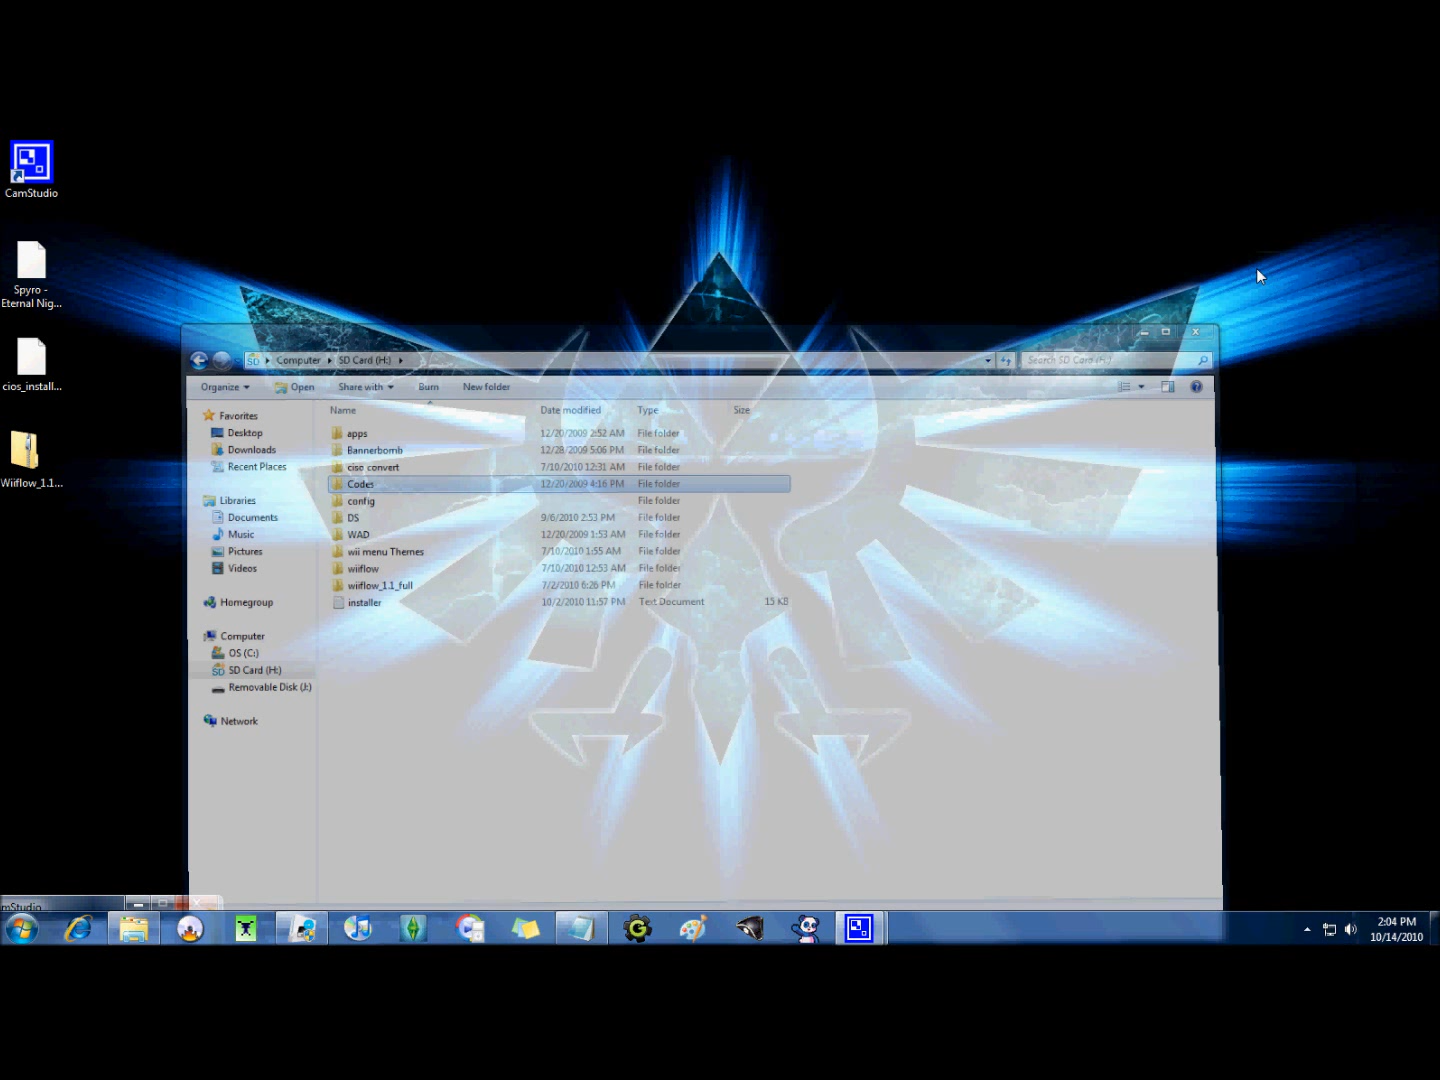 CamStudio
Spyro -
Eternal Nig...
cios_install...
Wiiflow_1.1...
Computer SD Card (H:)
Search SD Card (H:)
Organize Open Share with Burn New folder
Name Date modified Type Size
Favorites
Desktop
Downloads
Recent Places
Libraries
Documents
Music
Pictures
Videos
Homegroup
Computer
OS (C:)
SD Card (H:)
Removable Disk (J:)
Network
apps 12/20/2009 2:52 AM File folder
Bannerbomb 12/28/2009 5:06 PM File folder
ciso convert 7/10/2010 12:31 AM File folder
Codes 12/20/2009 4:16 PM File folder
config File folder
DS 9/6/2010 2:53 PM File folder
WAD 12/20/2009 1:53 AM File folder
wii menu Themes 7/10/2010 1:55 AM File folder
wiiflow 7/10/2010 12:53 AM File folder
wiiflow_1.1_full 7/2/2010 6:26 PM File folder
installer 10/2/2010 11:57 PM Text Document 15 KB
mStudio
2:04 PM
10/14/2010